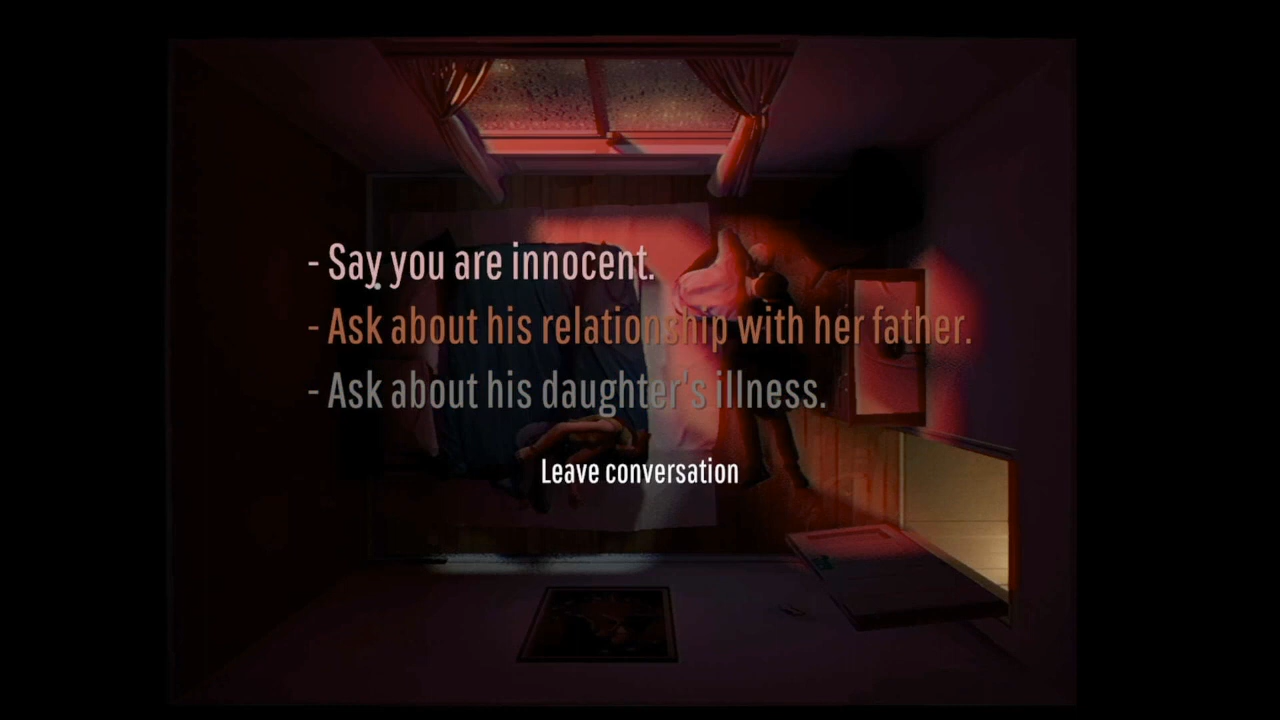 - Say you are innocent.
- Ask about his relationship with her father.
- Ask about his daughter's illness.
Leave conversation